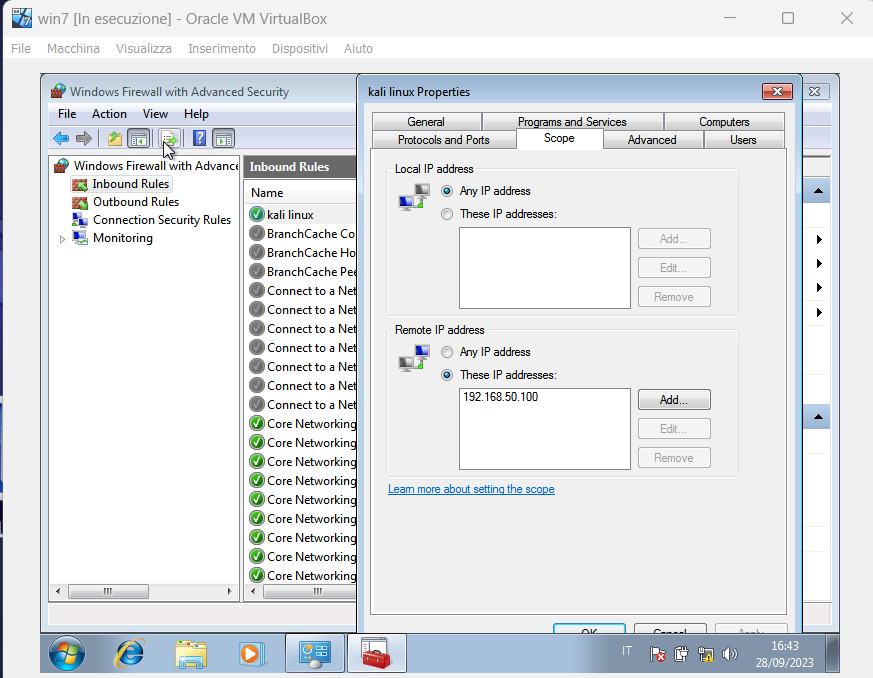 win7 [In esecuzione] - Oracle VM VirtualBox
File Macchina Visualizza Inserimento Dispositivi Aiuto
Windows Firewall with Advanced Security
File Action View Help
Windows Firewall with Advance
Inbound Rules
Outbound Rules
Connection Security Rules
Monitoring
Inbound Rules
Name
kali linux
BranchCache Co
BranchCache Ho
BranchCache Pee
Connect to a Net
Connect to a Net
Connect to a Net
Connect to a Net
Connect to a Net
Connect to a Net
Connect to a Net
Core Networking
Core Networking
Core Networking
Core Networking
Core Networking
Core Networking
Core Networking
Core Networking
Core Networking
kali linux Properties
General Programs and Services Computers
Protocols and Ports Scope Advanced Users
Local IP address
Any IP address
These IP addresses:
Add...
Edit...
Remove
Remote IP address
Any IP address
These IP addresses:
192.168.50.100
Add...
Edit...
Remove
Learn more about setting the scope
OK Cancel Apply
IT
16:43
28/09/2023